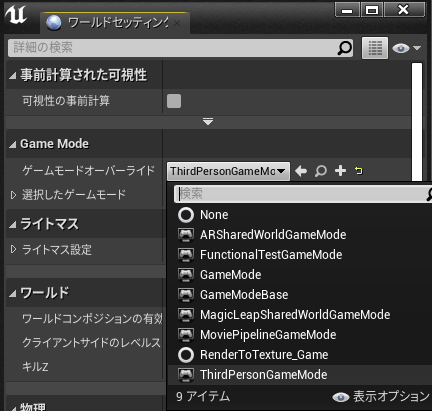 ワールドセッティング
詳細の検索
事前計算された可視性
可視性の事前計算
Game Mode
ゲームモードオーバーライド
ThirdPersonGameMo
選択したゲームモード
検索
None
ARSharedWorldGameMode
ライトマス
FunctionalTestGameMode
ライトマス設定
GameMode
GameModeBase
ワールド
MagicLeapSharedWorldGameMode
ワールドコンポジションの有効
MoviePipelineGameMode
クライアントサイドのレベルス
RenderToTexture_Game
キルZ
ThirdPersonGameMode
9 アイテム
表示オプション
物理